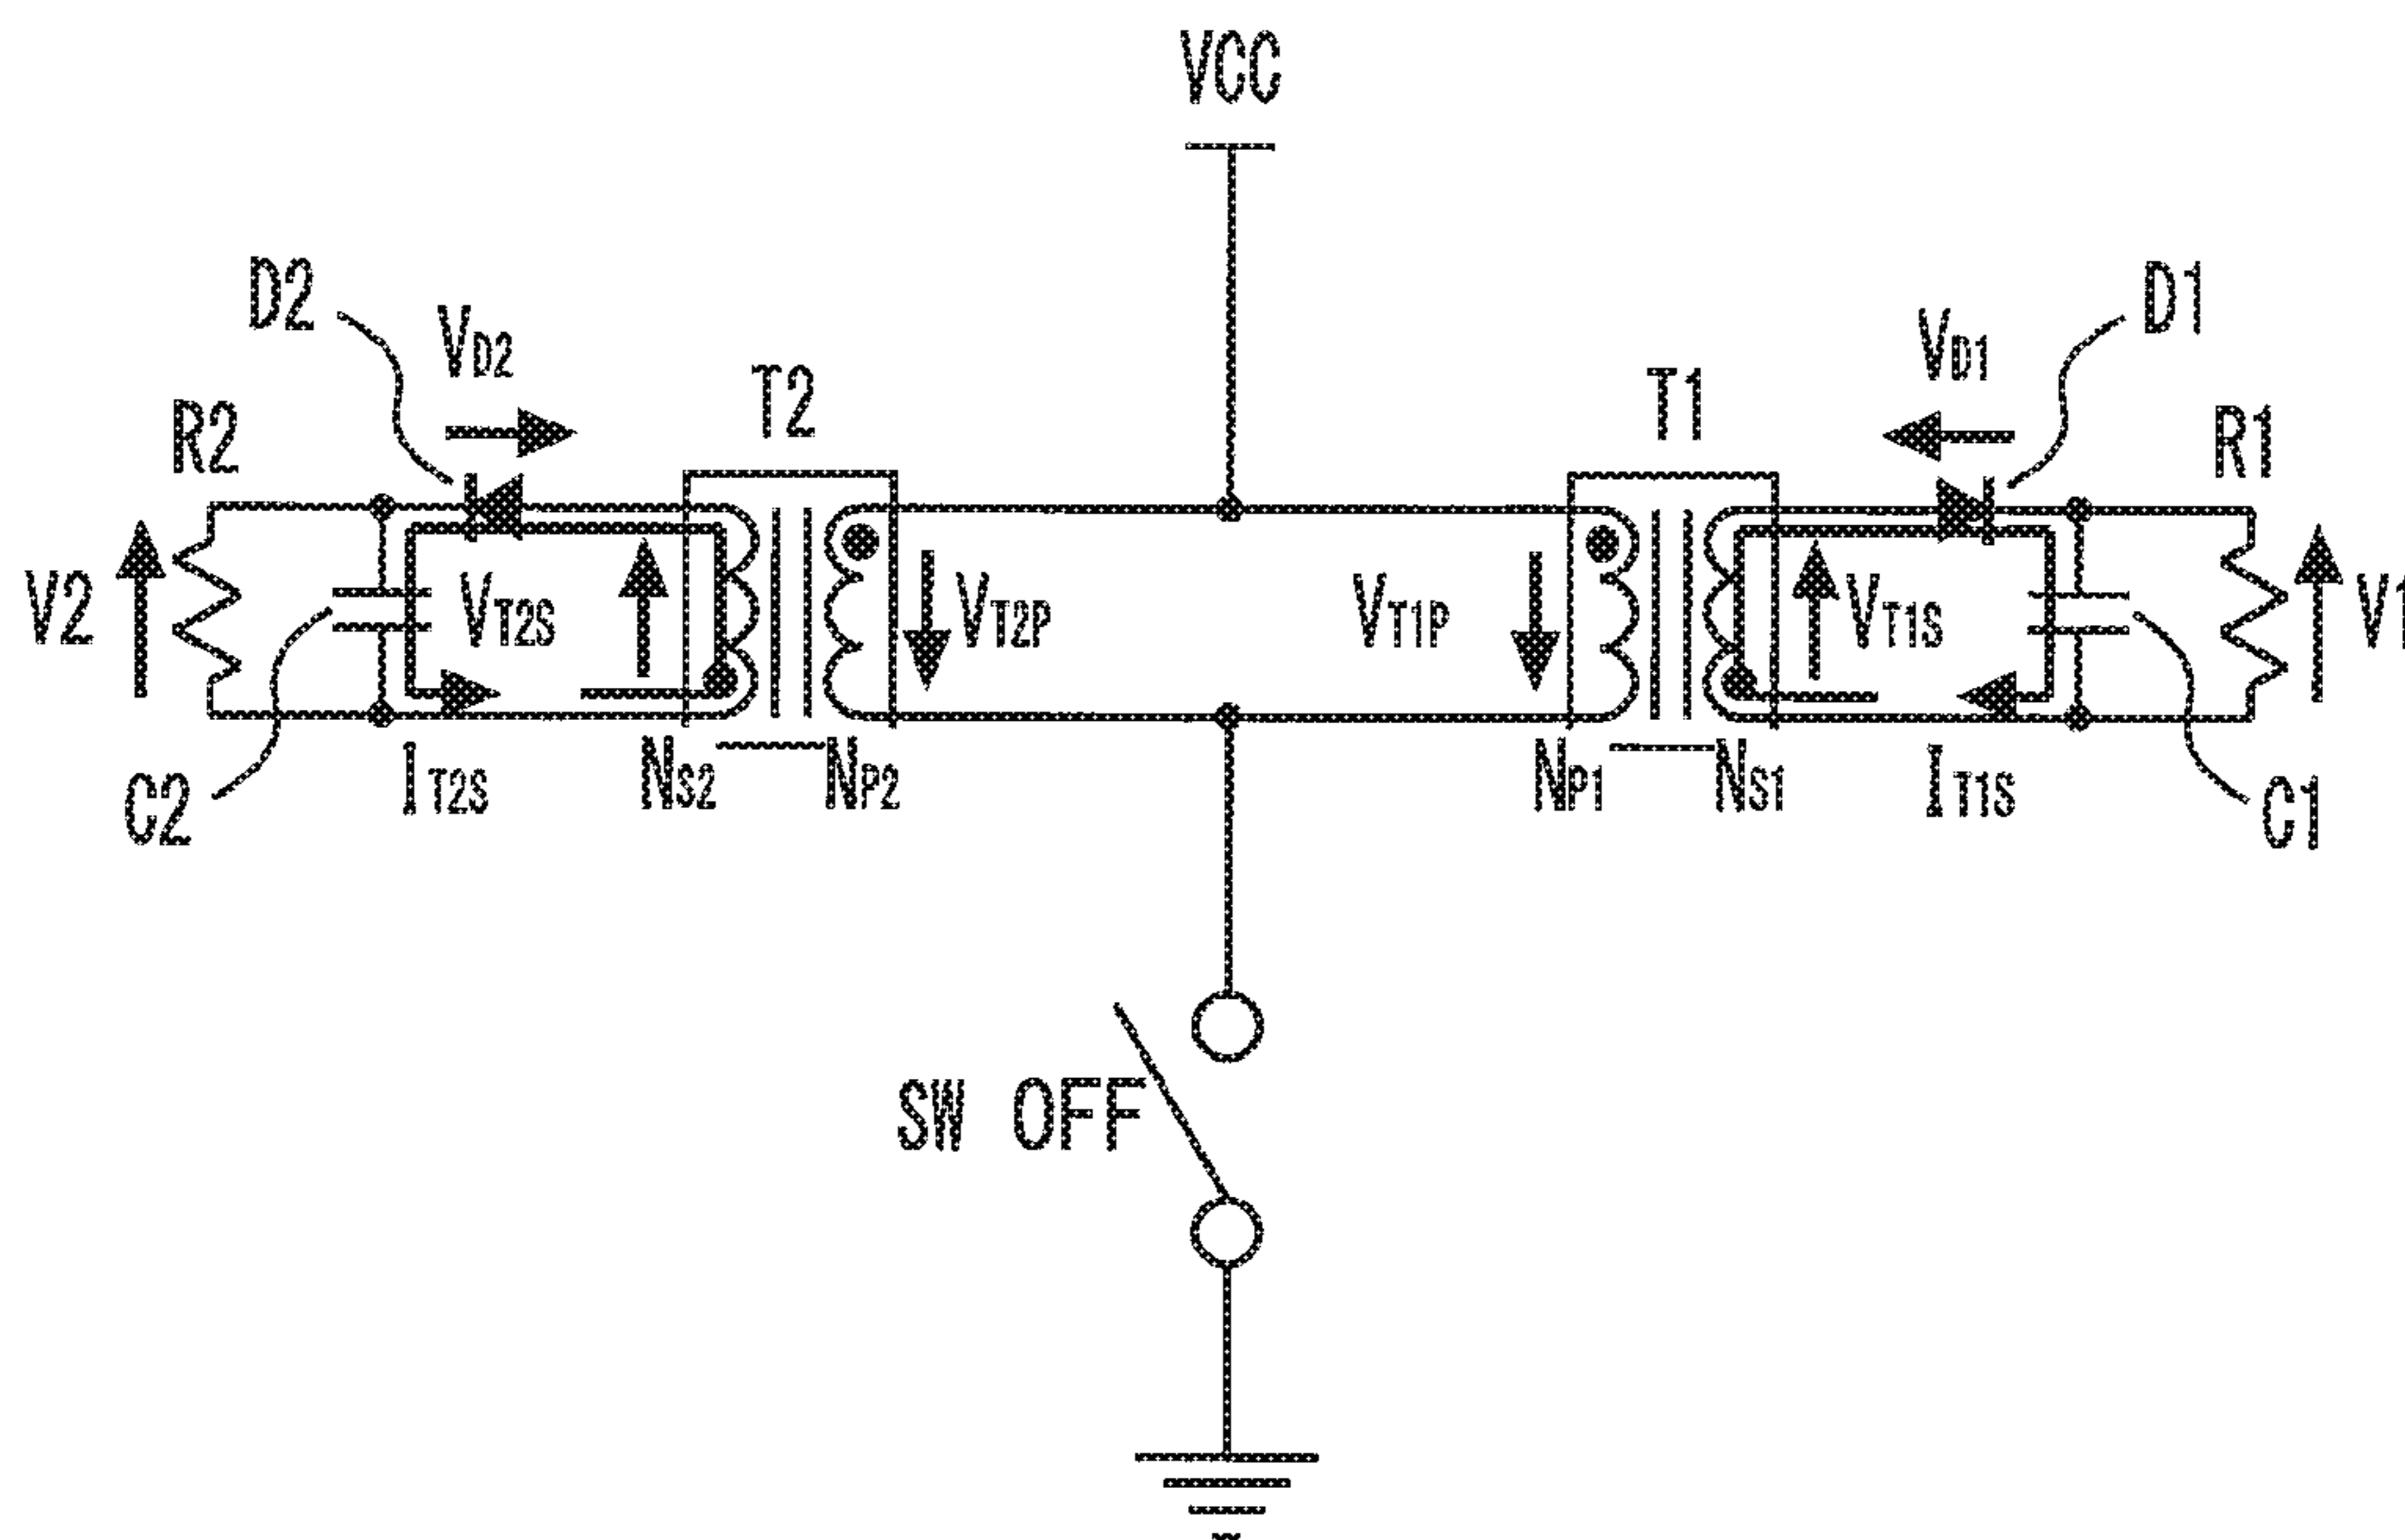 VCC
D2
VD2
T2
T1
VD1
D1
R2
R1
V2
VT2S
VT2P
VT1P
VT1S
V1
C2
IT2S
NS2
NP2
NP1
NS1
IT1S
C1
SW OFF